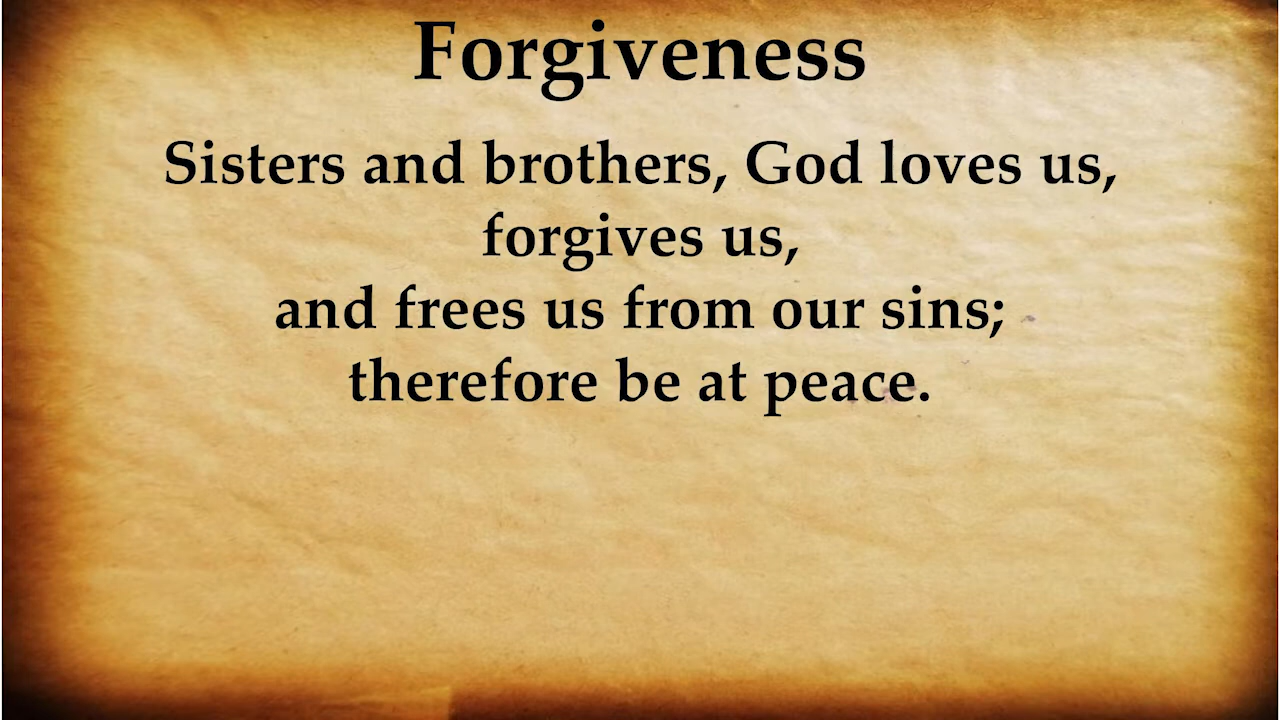 Forgiveness
Sisters and brothers, God loves us,
forgives us,
and frees us from our sins;
therefore be at peace.